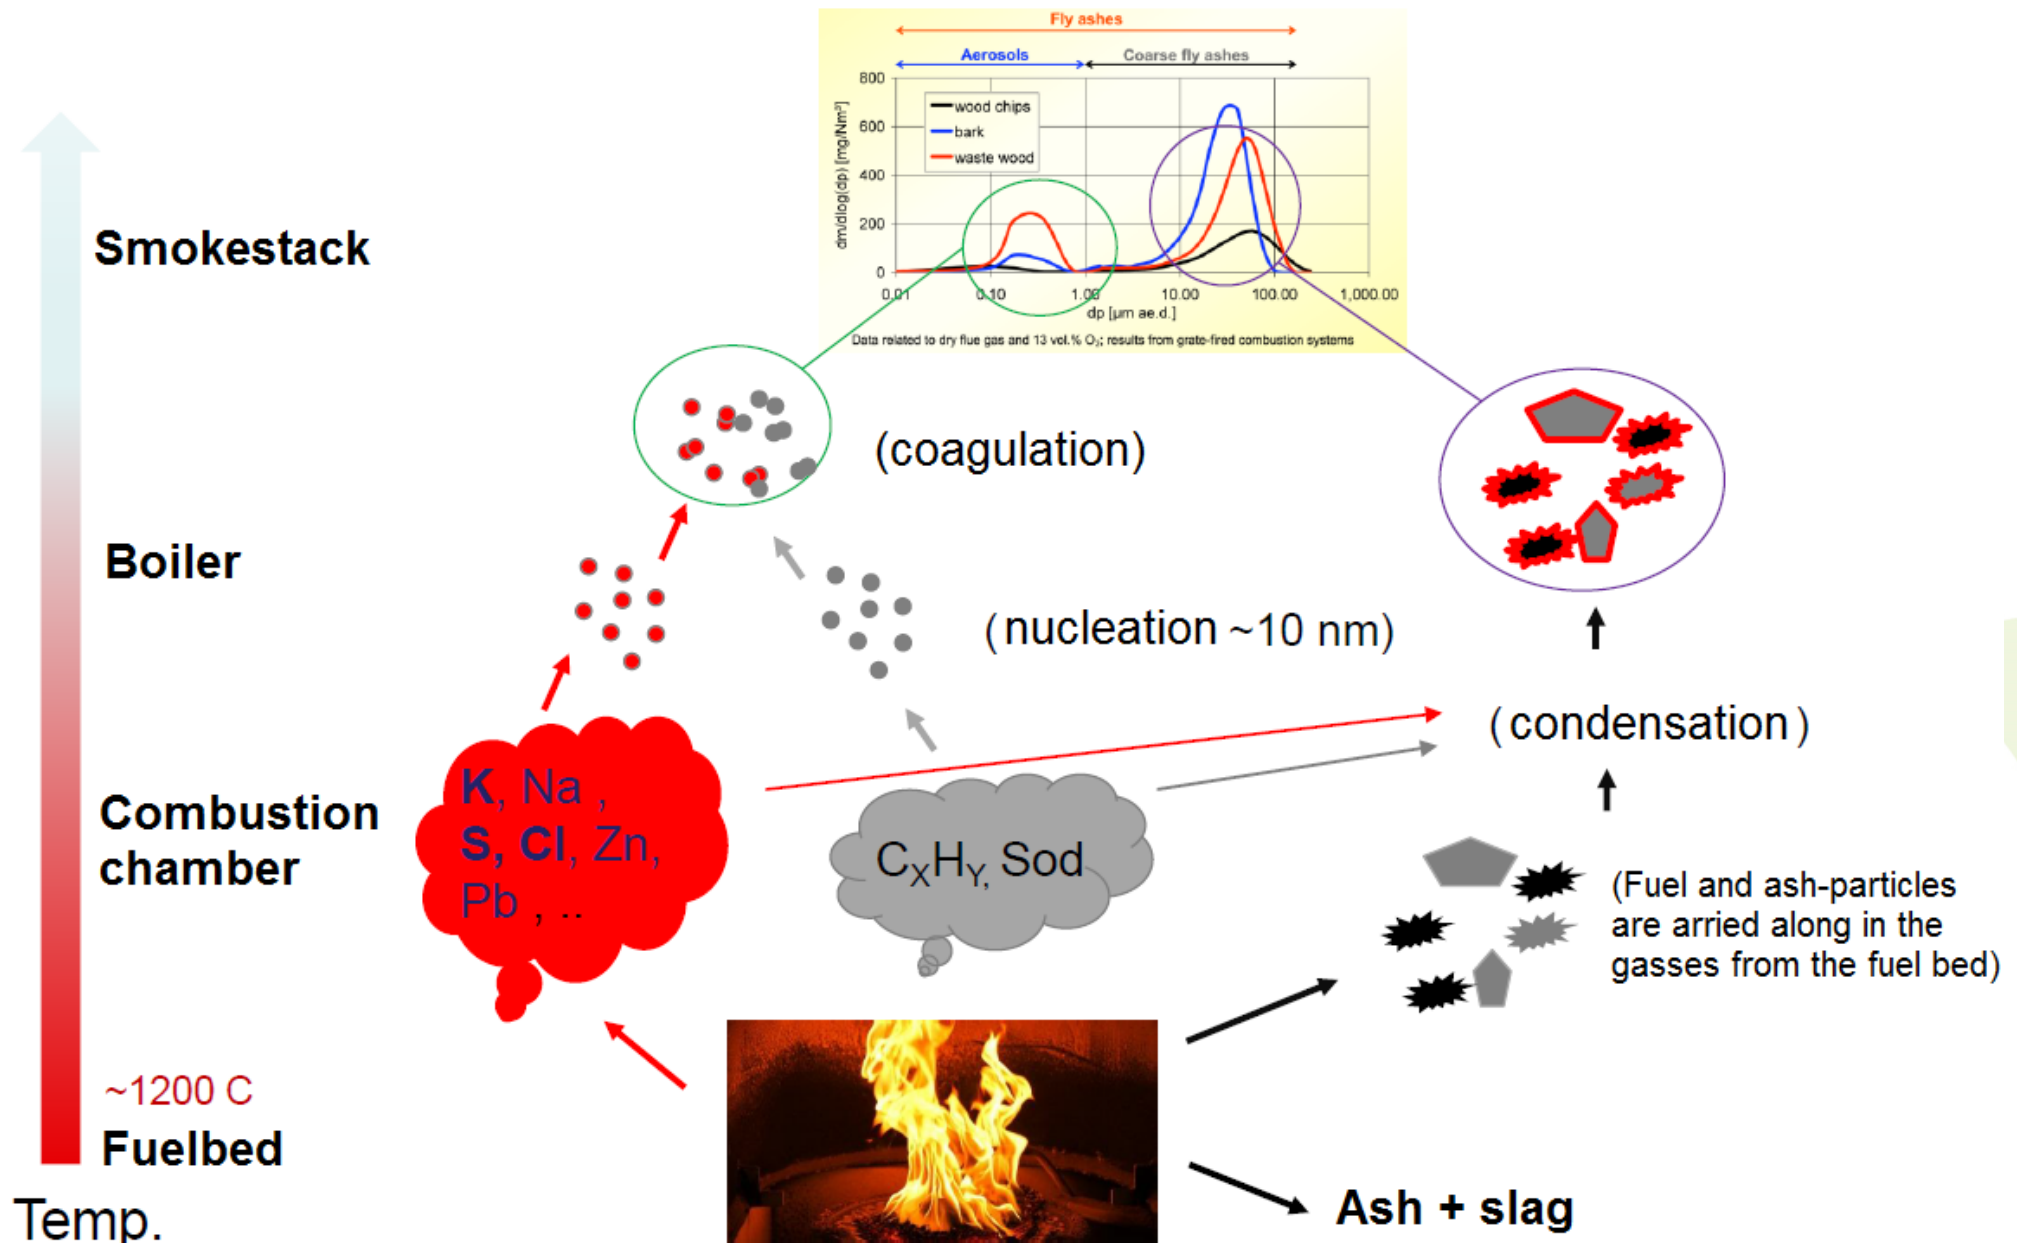 Fly ashes
Aerosols
Coarse fly ashes
800
600
400
200
0
dm/dlog(dp) [mg/Nm³]
wood chips
bark
waste wood
0.01 0.10 1.00 10.00 100.00 1,000.00
dp [µm ae.d.]
Data related to dry flue gas and 13 vol.% O₂; results from grate-fired combustion systems
Smokestack
(coagulation)
Boiler
(nucleation ~10 nm)
(condensation)
Combustion
chamber
K, Na ,
S, Cl, Zn,
Pb , ..
CXHY, Sod
(Fuel and ash-particles
are arried along in the
gasses from the fuel bed)
~1200 C
Fuelbed
Temp.
Ash + slag